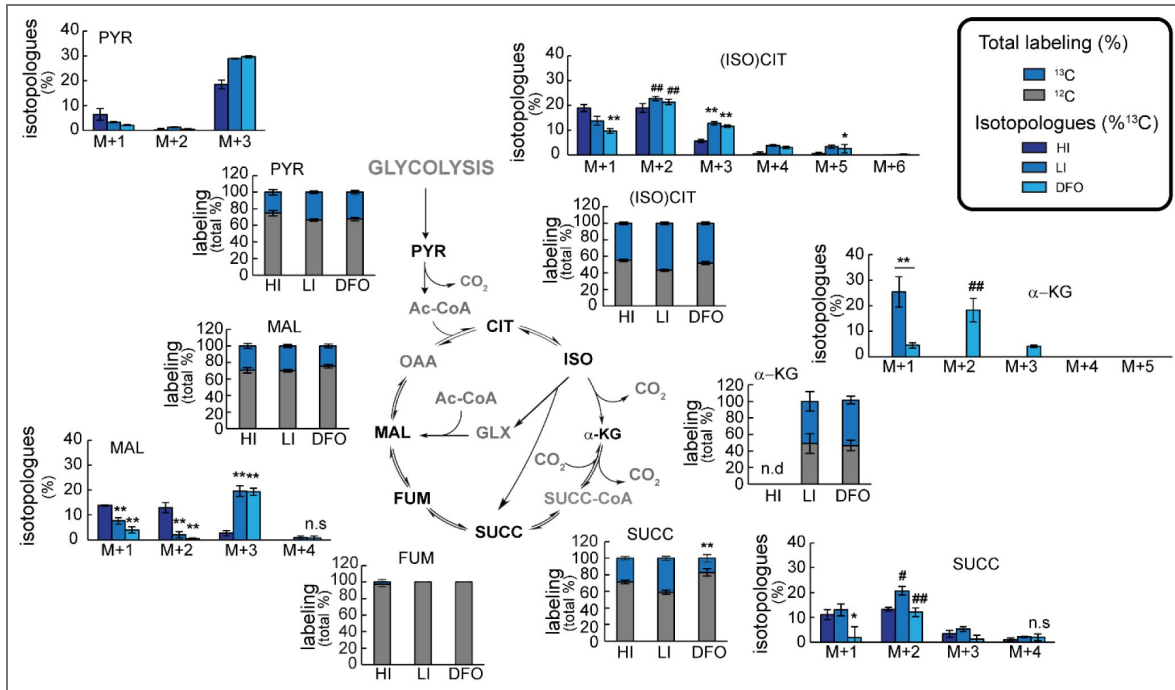 PYR
isotopologues
(%)
40
30
20
10
0
M+1 M+2 M+3
(ISO)CIT
isotopologues
(%)
40
30
20
10
0
** ## ## ** ** *
M+1 M+2 M+3 M+4 M+5 M+6
Total labeling (%)
¹³C
¹²C
Isotopologues (%¹³C)
HI
LI
DFO
PYR
labeling
(total %)
120
100
80
60
40
20
0
HI LI DFO
GLYCOLYSIS
PYR
CO₂
Ac-CoA
CIT
OAA
ISO
Ac-CoA
CO₂
MAL
GLX
α-KG
CO₂
CO₂
FUM
SUCC-CoA
SUCC
(ISO)CIT
labeling
(total %)
120
100
80
60
40
20
0
HI LI DFO
α-KG
isotopologues
(%)
40
30
20
10
0
** ##
M+1 M+2 M+3 M+4 M+5
MAL
labeling
(total %)
120
100
80
60
40
20
0
HI LI DFO
α-KG
labeling
(total %)
120
100
80
60
40
20
0
n.d
HI LI DFO
MAL
isotopologues
(%)
40
30
20
10
0
** ** ** ** ** ** n.s
M+1 M+2 M+3 M+4
FUM
labeling
(total %)
120
100
80
60
40
20
0
HI LI DFO
SUCC
labeling
(total %)
120
100
80
60
40
20
0
**
HI LI DFO
SUCC
isotopologues
(%)
40
30
20
10
0
* # ## n.s
M+1 M+2 M+3 M+4